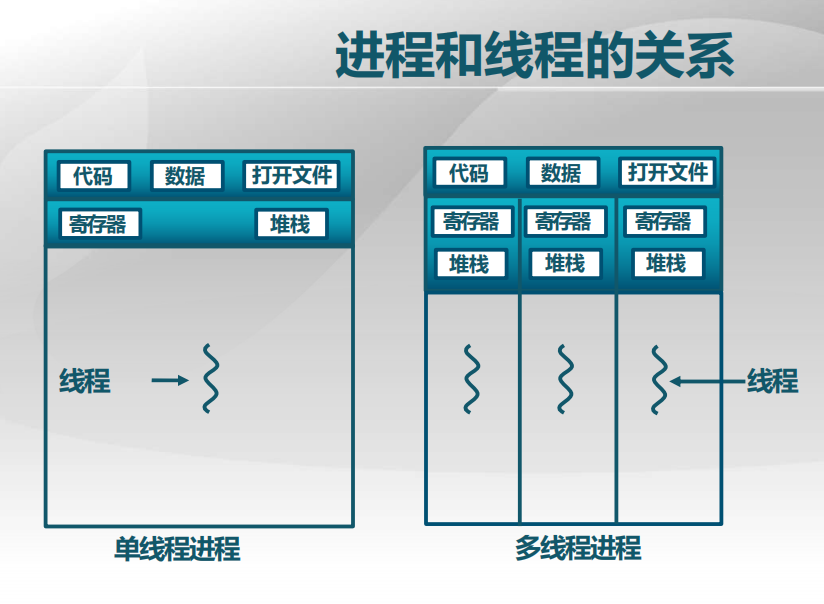 进程和线程的关系
代码 数据 打开文件
寄存器 堆栈
线程
单线程进程
代码 数据 打开文件
寄存器 寄存器 寄存器
堆栈 堆栈 堆栈
线程
多线程进程